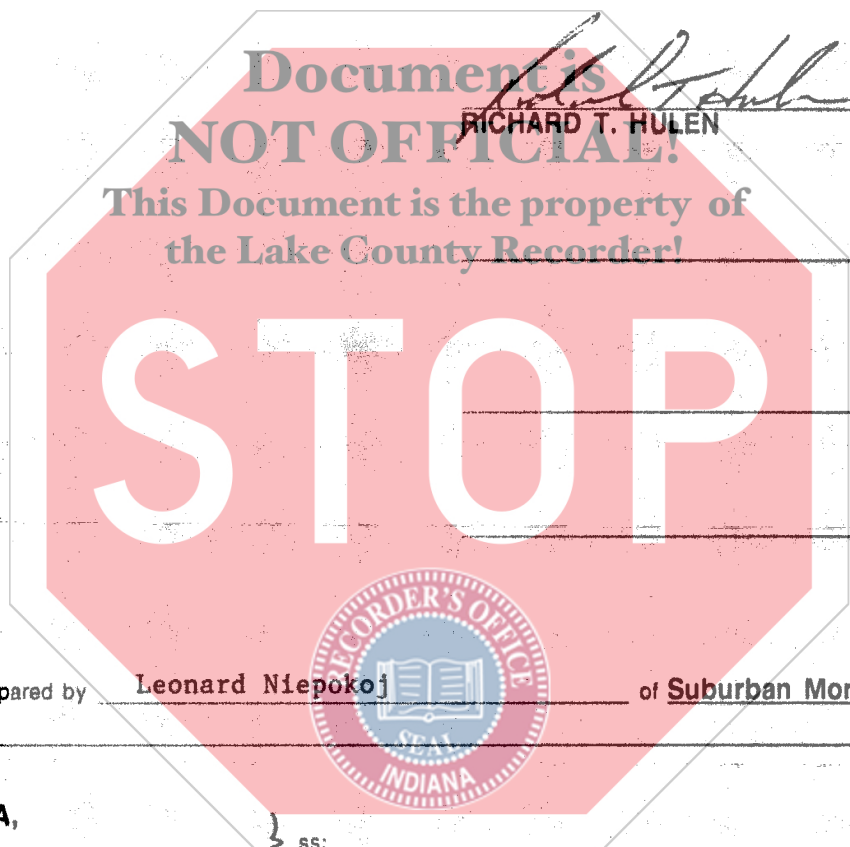 Document is
NOT OFFICIAL!
RICHARD T. HULEN
This Document is the property of
the Lake County Recorder!
STOP
RECORDER'S OFFICE
SEAL
INDIANA
pared by Leonard Niepokoj of Suburban Mor
A,
} ss: